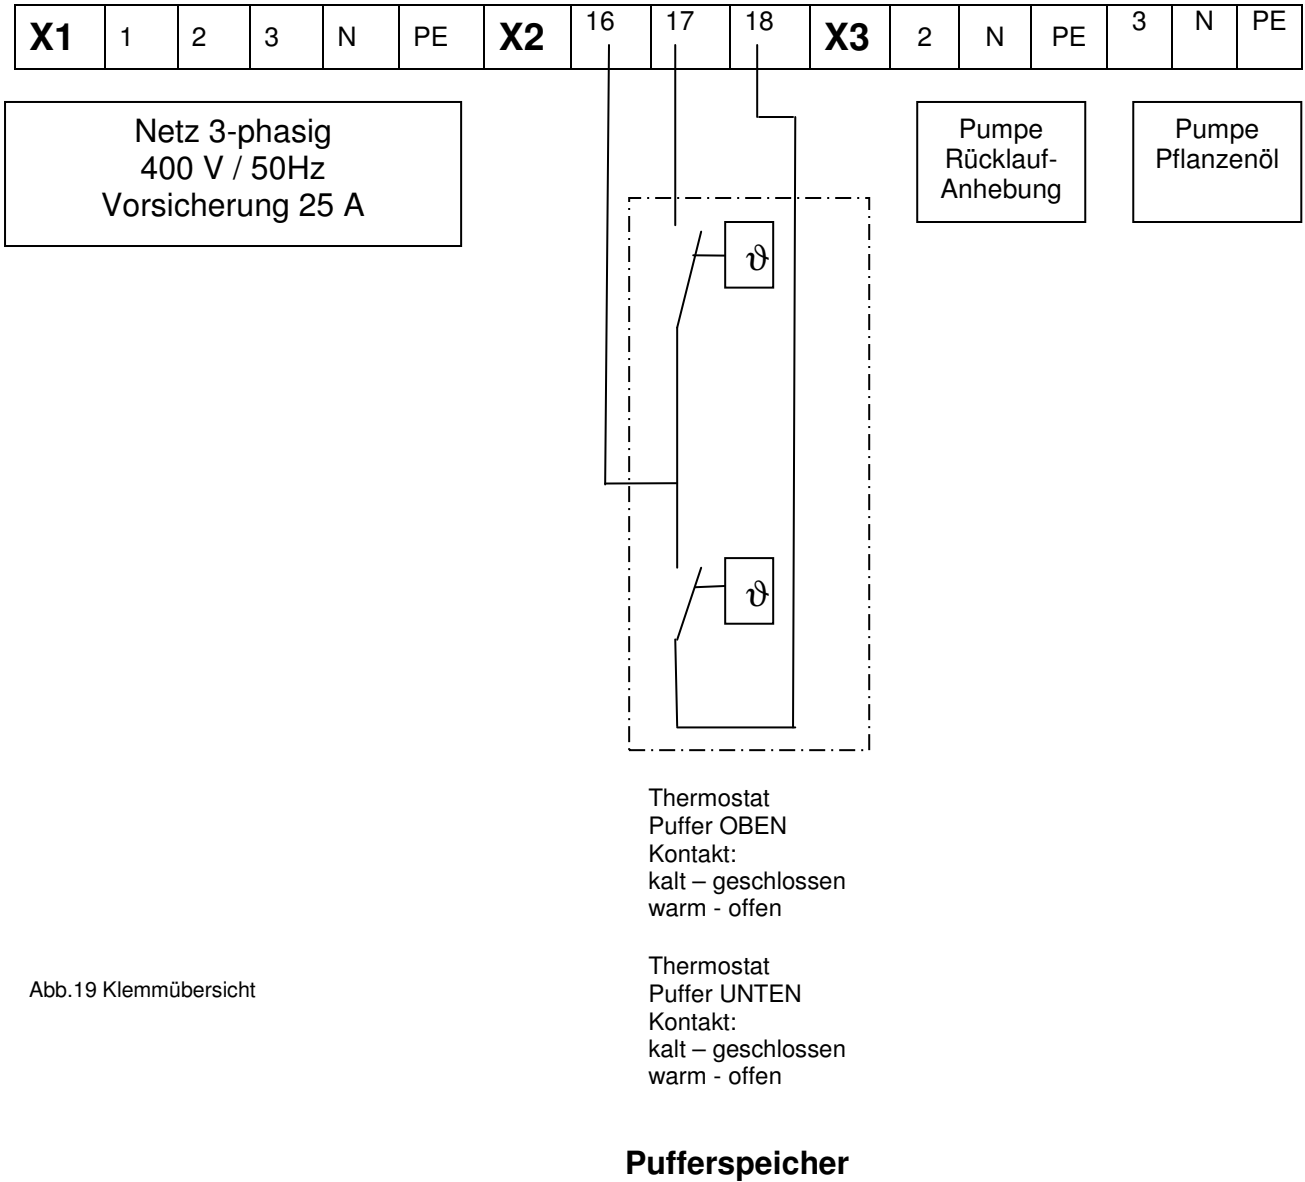 X1 1 2 3 N PE X2 16 17 18 X3 2 N PE 3 N PE
Netz 3-phasig
400 V / 50Hz
Vorsicherung 25 A
Pumpe
Rücklauf-
Anhebung
Pumpe
Pflanzenöl
ϑ
ϑ
Thermostat
Puffer OBEN
Kontakt:
kalt – geschlossen
warm - offen
Thermostat
Puffer UNTEN
Kontakt:
kalt – geschlossen
warm - offen
Abb.19 Klemmübersicht
Pufferspeicher